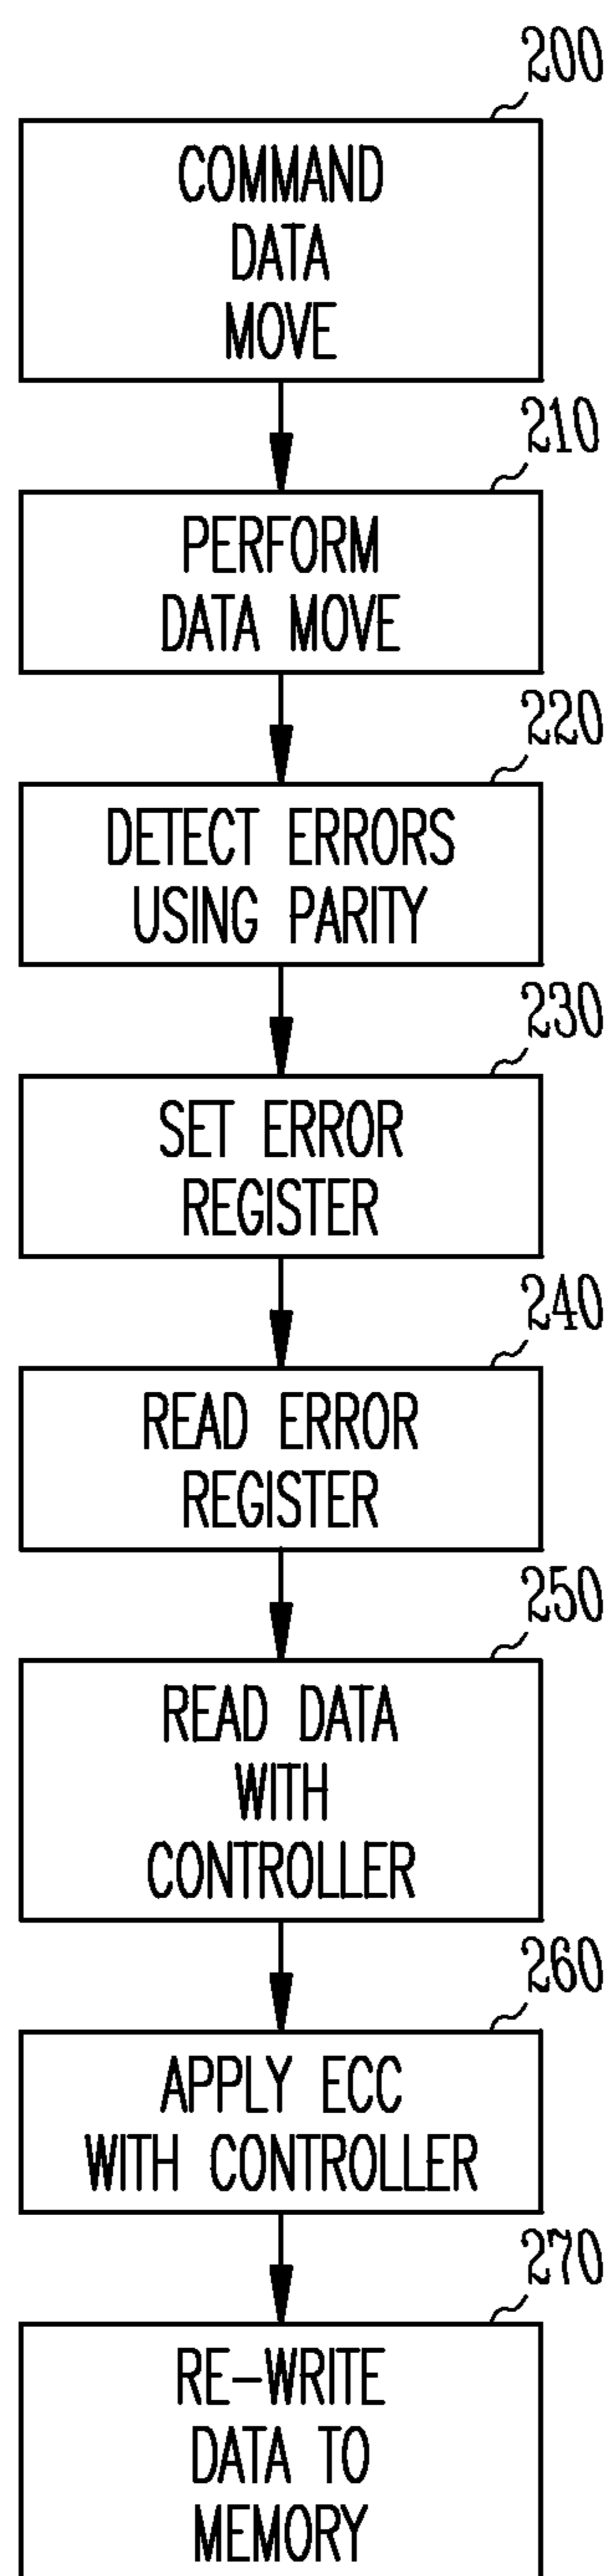 200
COMMAND
DATA
MOVE
210
PERFORM
DATA MOVE
220
DETECT ERRORS
USING PARITY
230
SET ERROR
REGISTER
240
READ ERROR
REGISTER
250
READ DATA
WITH
CONTROLLER
260
APPLY ECC
WITH CONTROLLER
270
RE-WRITE
DATA TO
MEMORY